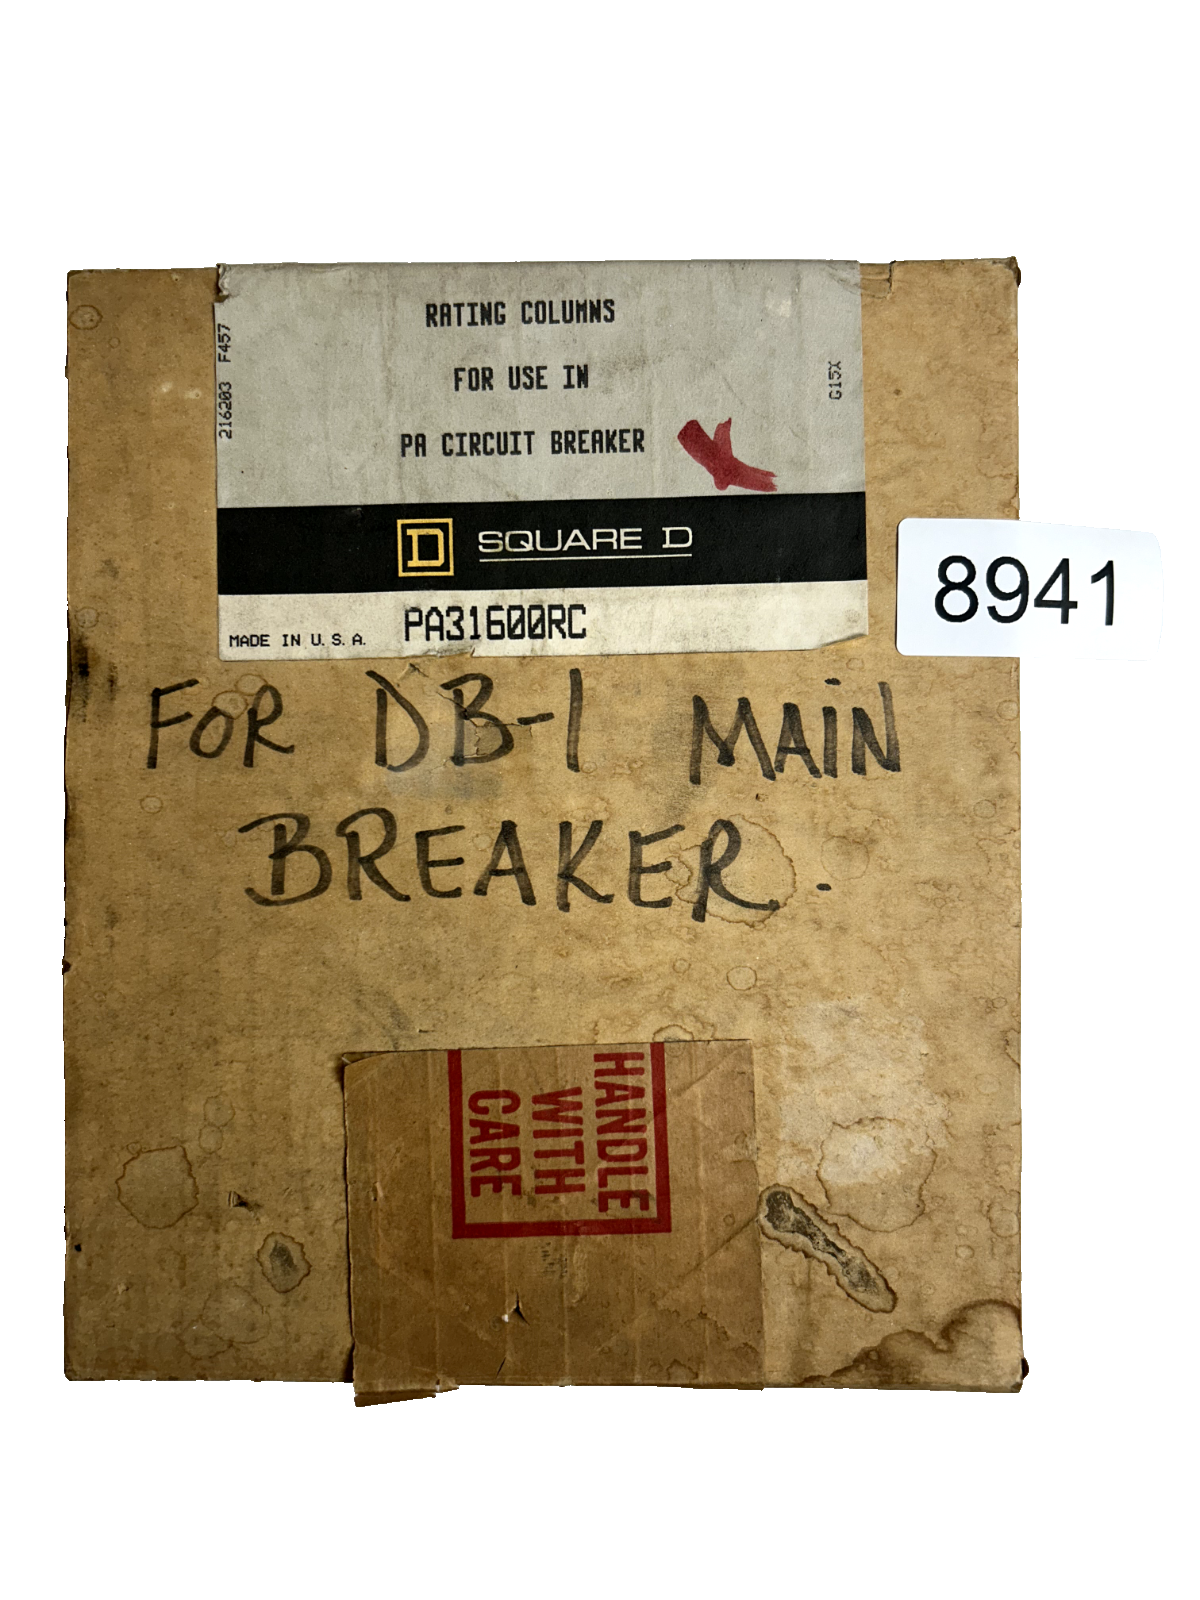 RATING COLUMNS
FOR USE IN
PA CIRCUIT BREAKER
216203 F457
G15X
D SQUARE D
MADE IN U.S.A.
PA31600RC
8941
FOR DB-1 MAIN
BREAKER.
HANDLE
WITH
CARE